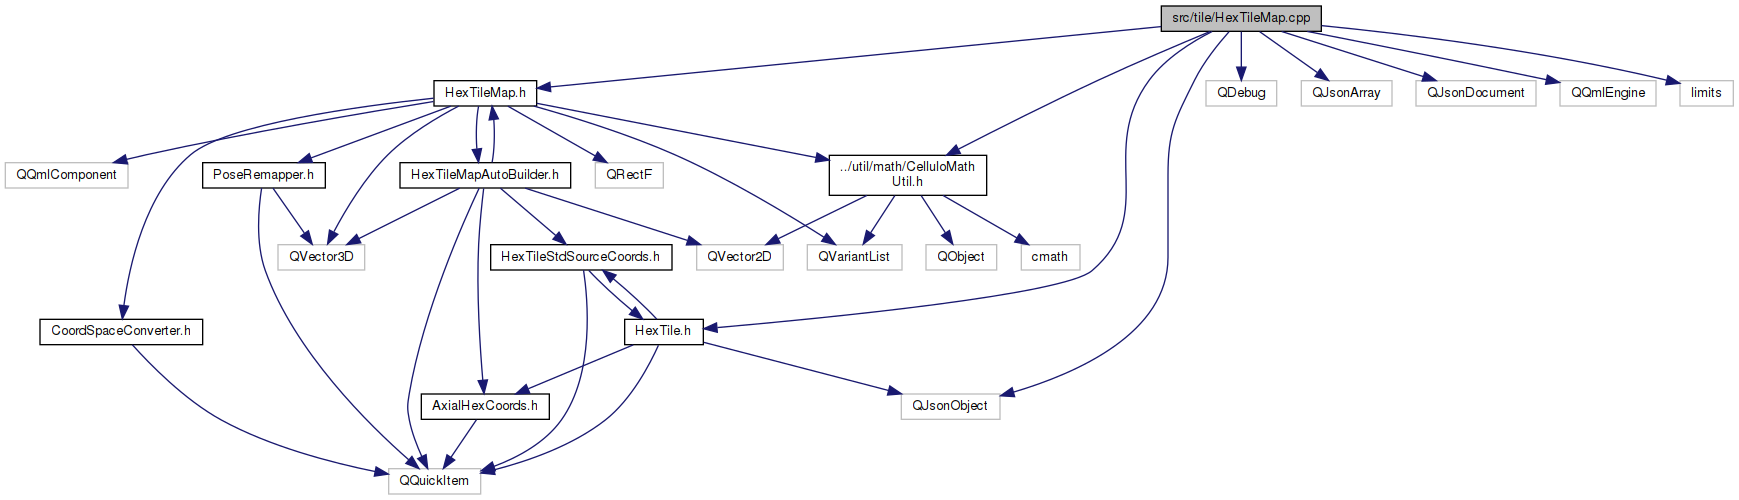 src/tile/HexTileMap.cpp
HexTileMap.h
QDebug
QJsonArray
QJsonDocument
QQmlEngine
limits
QQmlComponent
PoseRemapper.h
HexTileMapAutoBuilder.h
QRectF
../util/math/CelluloMath
Util.h
QVector3D
HexTileStdSourceCoords.h
QVector2D
QVariantList
QObject
cmath
CoordSpaceConverter.h
HexTile.h
AxialHexCoords.h
QJsonObject
QQuickItem